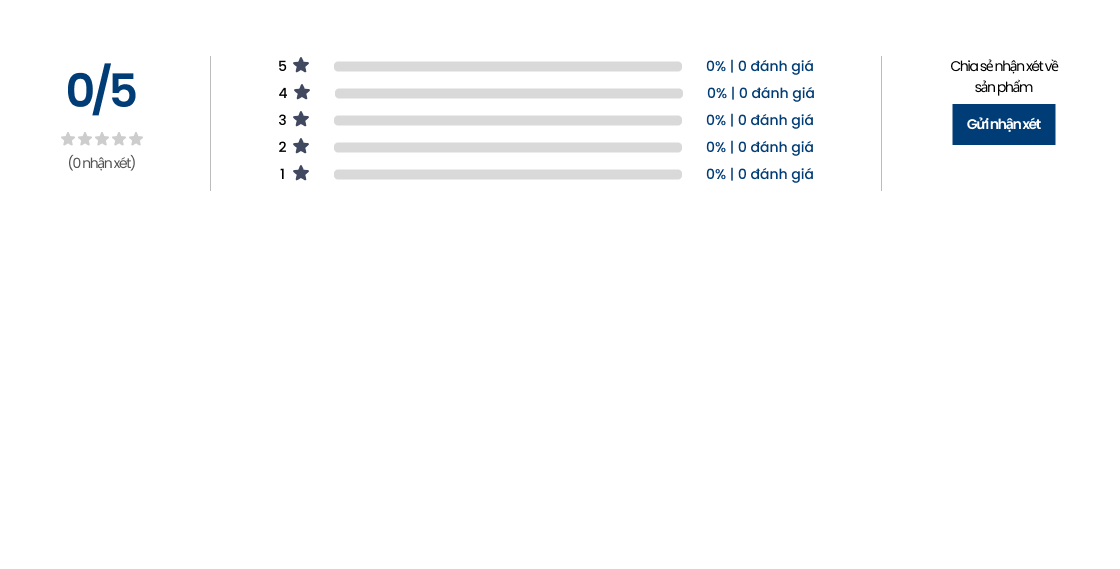 0/5
(0 nhận xét)
5 0% | 0 đánh giá
4 0% | 0 đánh giá
3 0% | 0 đánh giá
2 0% | 0 đánh giá
1 0% | 0 đánh giá
Chia sẻ nhận xét về
sản phẩm
Gửi nhận xét